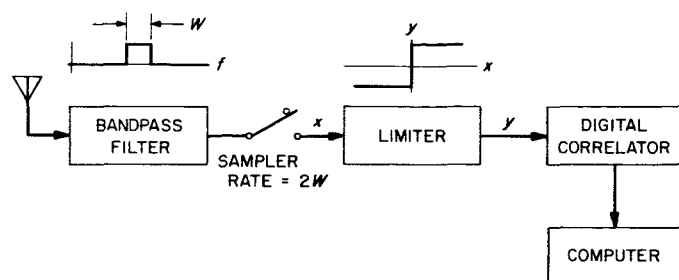 W
f
y
x
BANDPASS
FILTER
SAMPLER
RATE = 2W
x
LIMITER
y
DIGITAL
CORRELATOR
COMPUTER